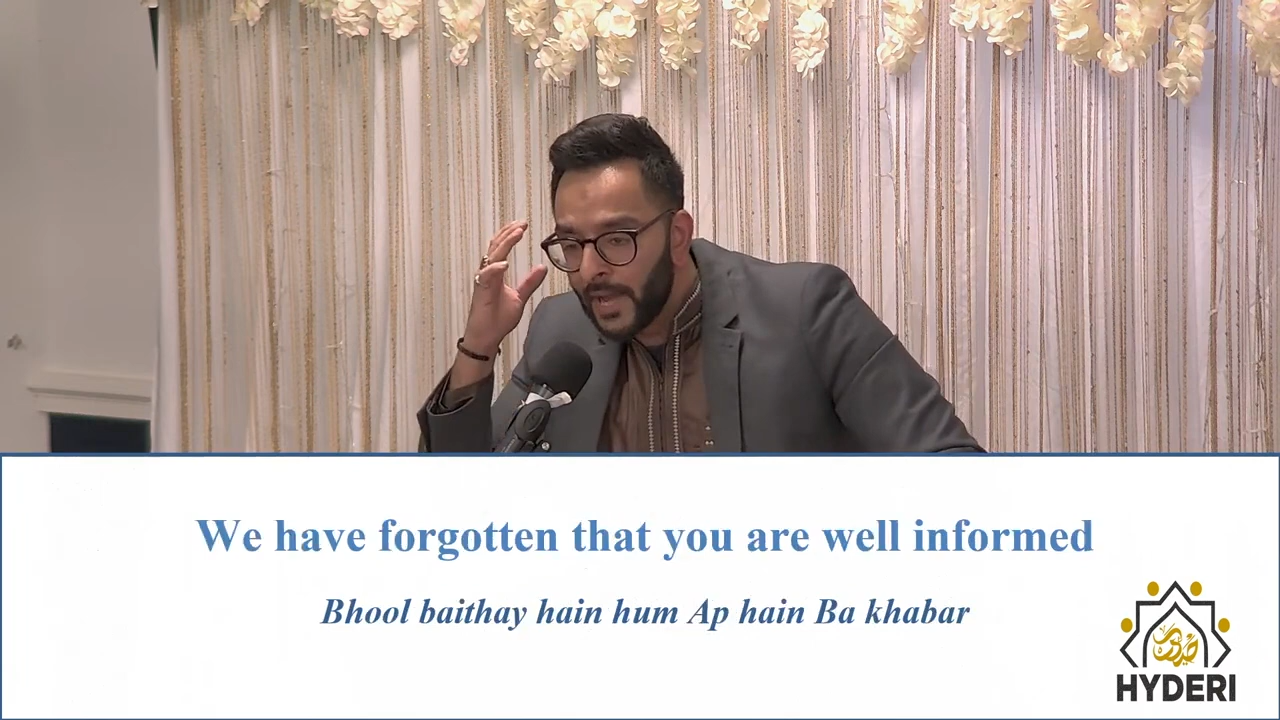 We have forgotten that you are well informed
Bhool baithay hain hum Ap hain Ba khabar
HYDERI